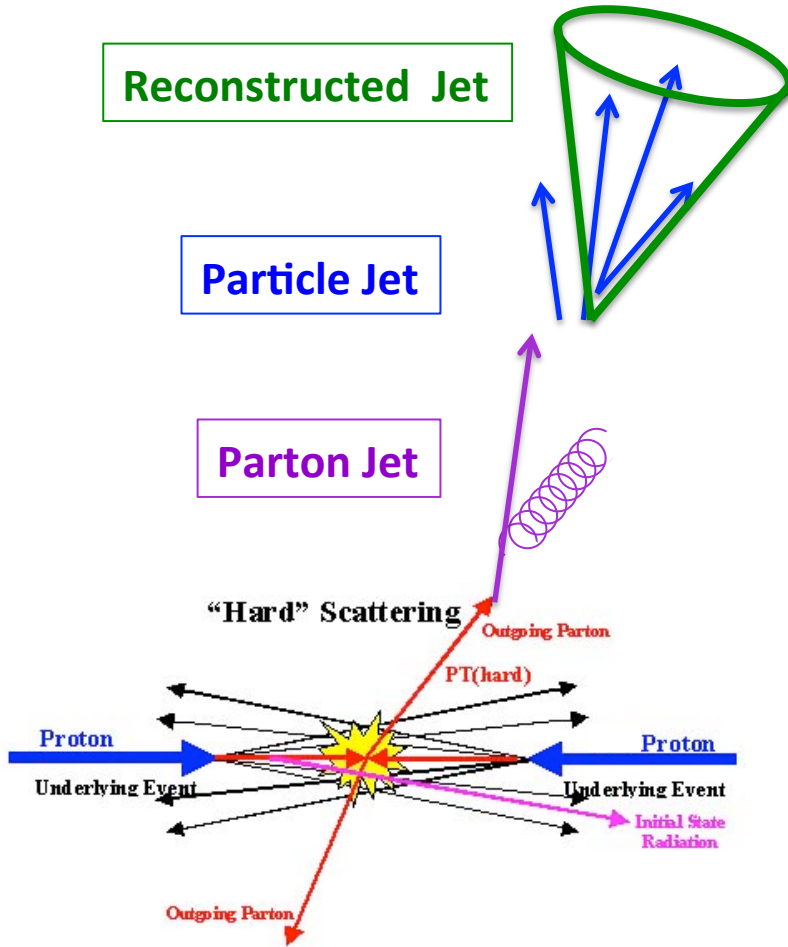 Reconstructed Jet
Particle Jet
Parton Jet
“Hard” Scattering
Outgoing Parton
PT(hard)
Proton
Proton
Underlying Event
Underlying Event
Initial State
Radiation
Outgoing Parton